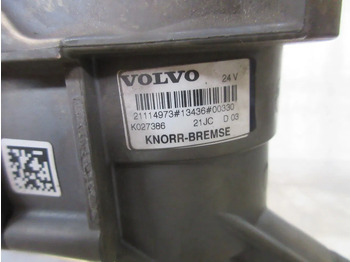 VOLVO 24 V
21114973#13436#00330
K027386 21JC D 03
KNORR-BREMSE